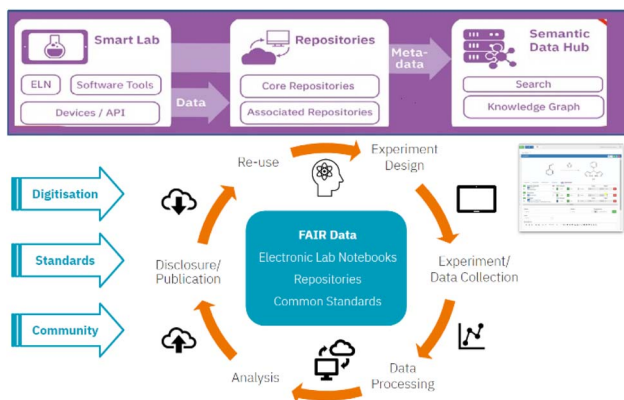 Smart Lab
ELN
Software Tools
Devices / API
Data
Repositories
Core Repositories
Associated Repositories
Meta-
data
Semantic
Data Hub
Search
Knowledge Graph
Digitisation
Standards
Community
Re-use
Experiment
Design
Experiment/
Data Collection
Data
Processing
Analysis
Disclosure/
Publication
FAIR Data
Electronic Lab Notebooks
Repositories
Common Standards